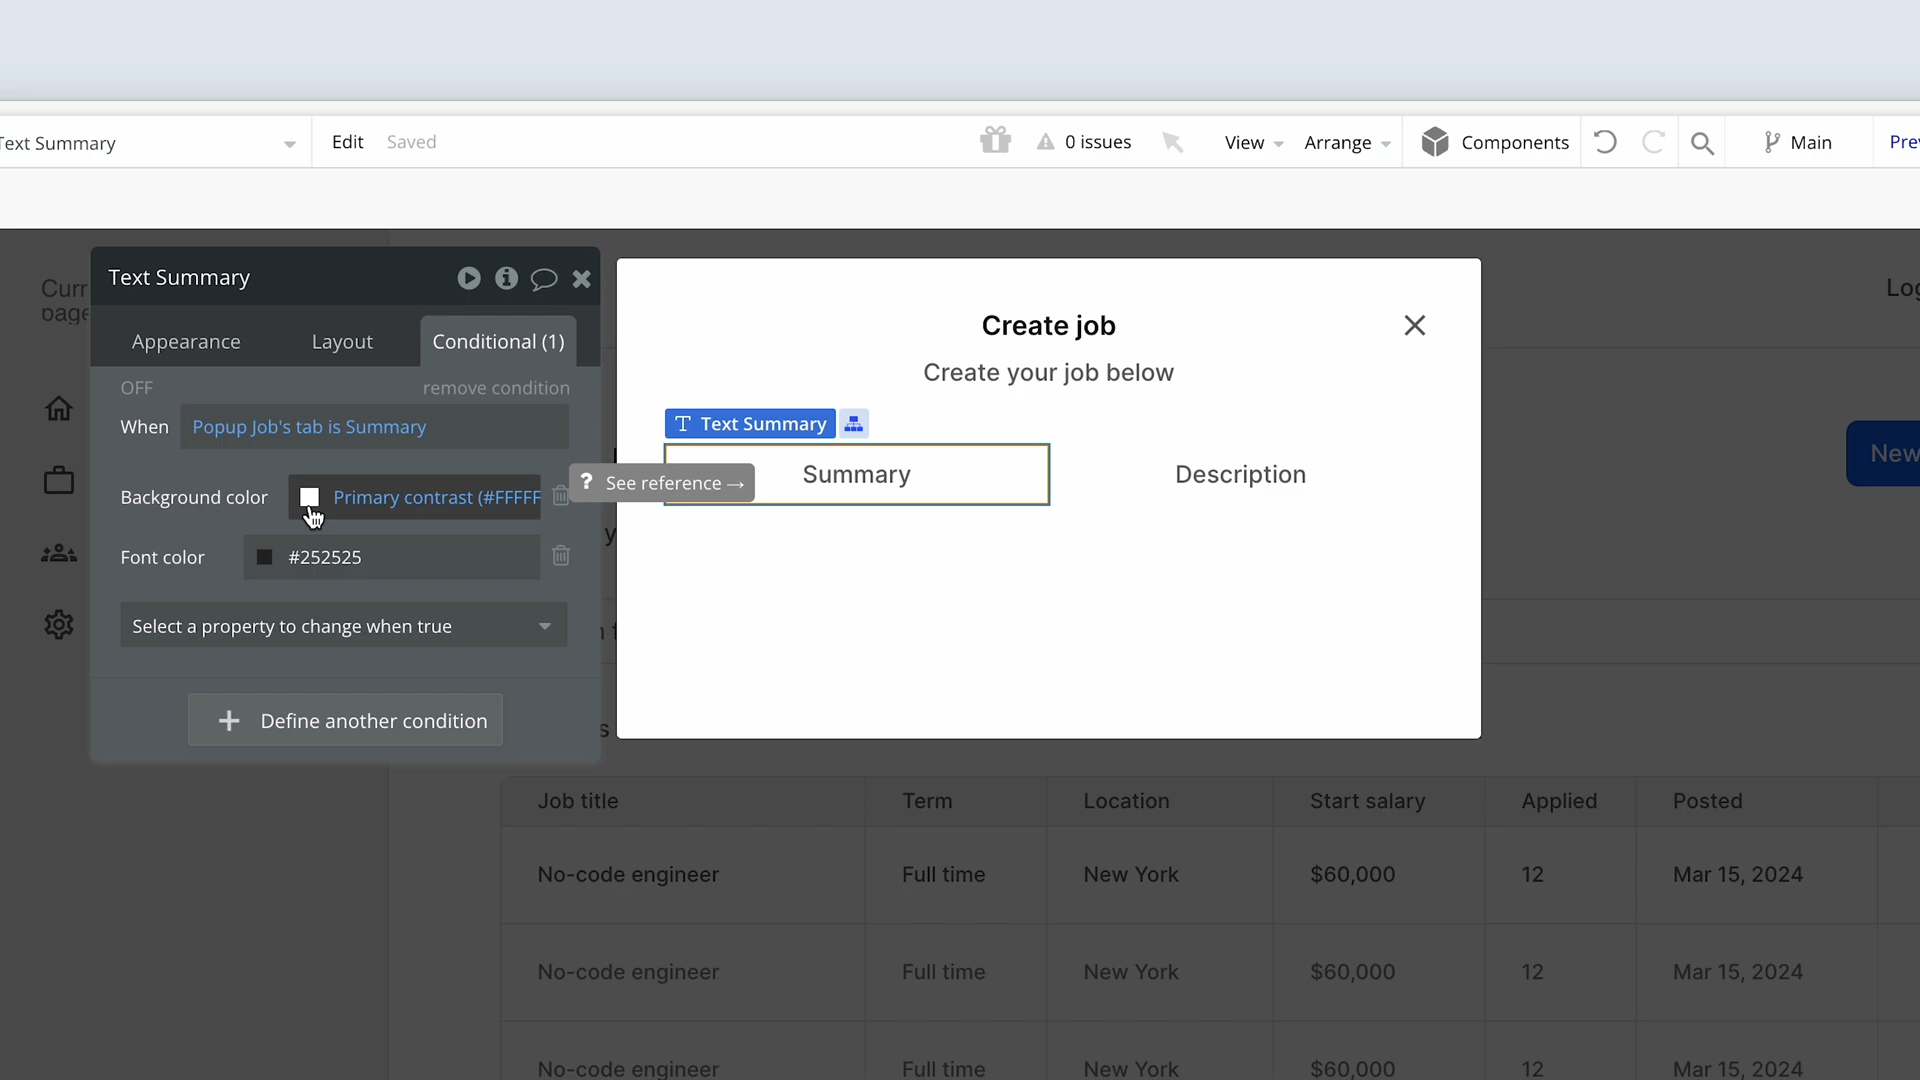 Text Summary
Edit
Saved
0 issues
View
Arrange
Components
Main
Prev
Curr
page
Text Summary
Appearance
Layout
Conditional (1)
OFF
remove condition
When
Popup Job's tab is Summary
Background color
Primary contrast (#FFFFF
? See reference →
Font color
#252525
Select a property to change when true
Define another condition
Create job
Create your job below
Text Summary
Summary
Description
Log
New
Job title
Term
Location
Start salary
Applied
Posted
No-code engineer
Full time
New York
$60,000
12
Mar 15, 2024
No-code engineer
Full time
New York
$60,000
12
Mar 15, 2024
No-code engineer
Full time
New York
$60,000
12
Mar 15, 2024